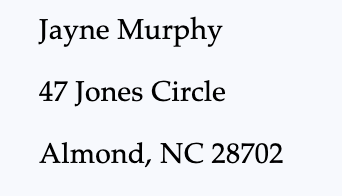 Jayne Murphy
47 Jones Circle
Almond, NC 28702